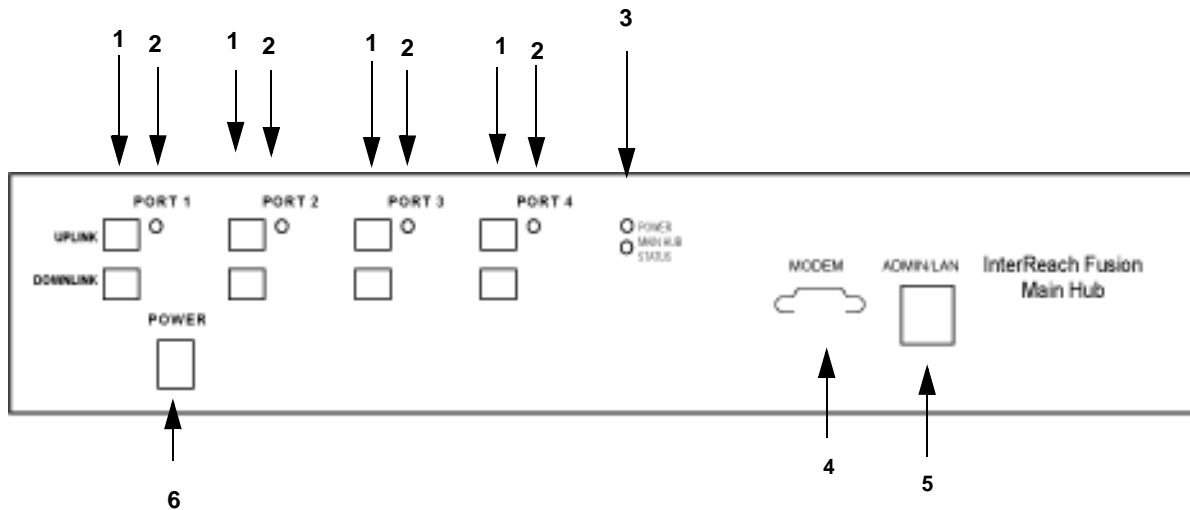 3
1 2 1 2 1 2 1 2
PORT 1 PORT 2 PORT 3 PORT 4
UPLINK
POWER
MAIN HUB
STATUS
DOWNLINK
MODEM ADMIN/LAN InterReach Fusion
Main Hub
POWER
4 5
6